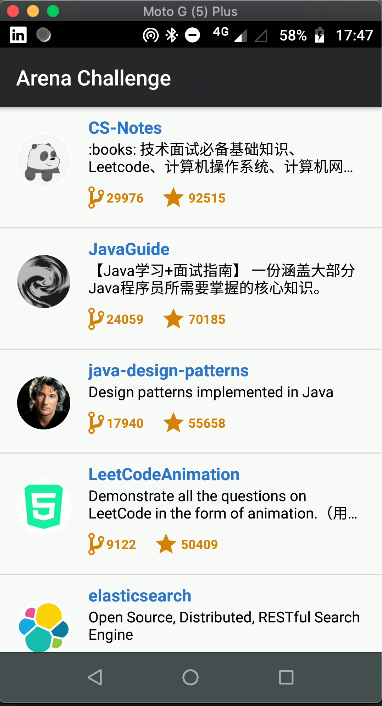 Moto G (5) Plus
in 4G 58% 17:47
Arena Challenge
CS-Notes
:books: 技术面试必备基础知识、
Leetcode、计算机操作系统、计算机网…
29976 92515
JavaGuide
【Java学习+面试指南】 一份涵盖大部分
Java程序员所需要掌握的核心知识。
24059 70185
java-design-patterns
Design patterns implemented in Java
17940 55658
LeetCodeAnimation
Demonstrate all the questions on
LeetCode in the form of animation.（用…
9122 50409
elasticsearch
Open Source, Distributed, RESTful Search
Engine